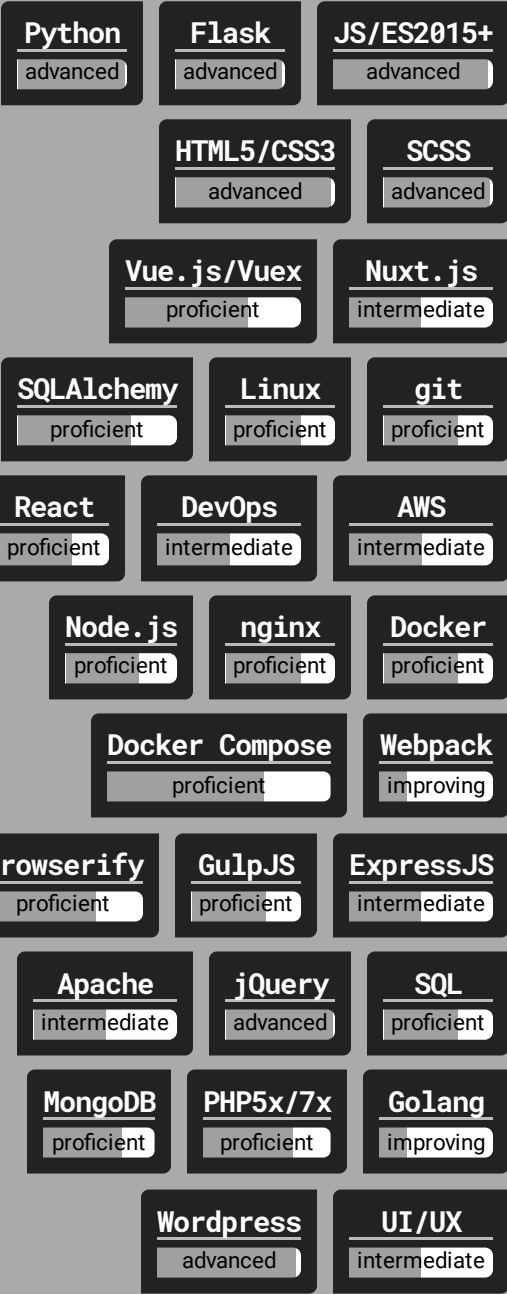 Python Flask JS/ES2015+
advanced advanced advanced
HTML5/CSS3 SCSS
advanced advanced
Vue.js/Vuex Nuxt.js
proficient intermediate
SQLAlchemy Linux git
proficient proficient proficient
React DevOps AWS
proficient intermediate intermediate
Node.js nginx Docker
proficient proficient proficient
Docker Compose Webpack
proficient improving
rowserify GulpJS ExpressJS
proficient proficient intermediate
Apache jQuery SQL
intermediate advanced proficient
MongoDB PHP5x/7x Golang
proficient proficient improving
Wordpress UI/UX
advanced intermediate